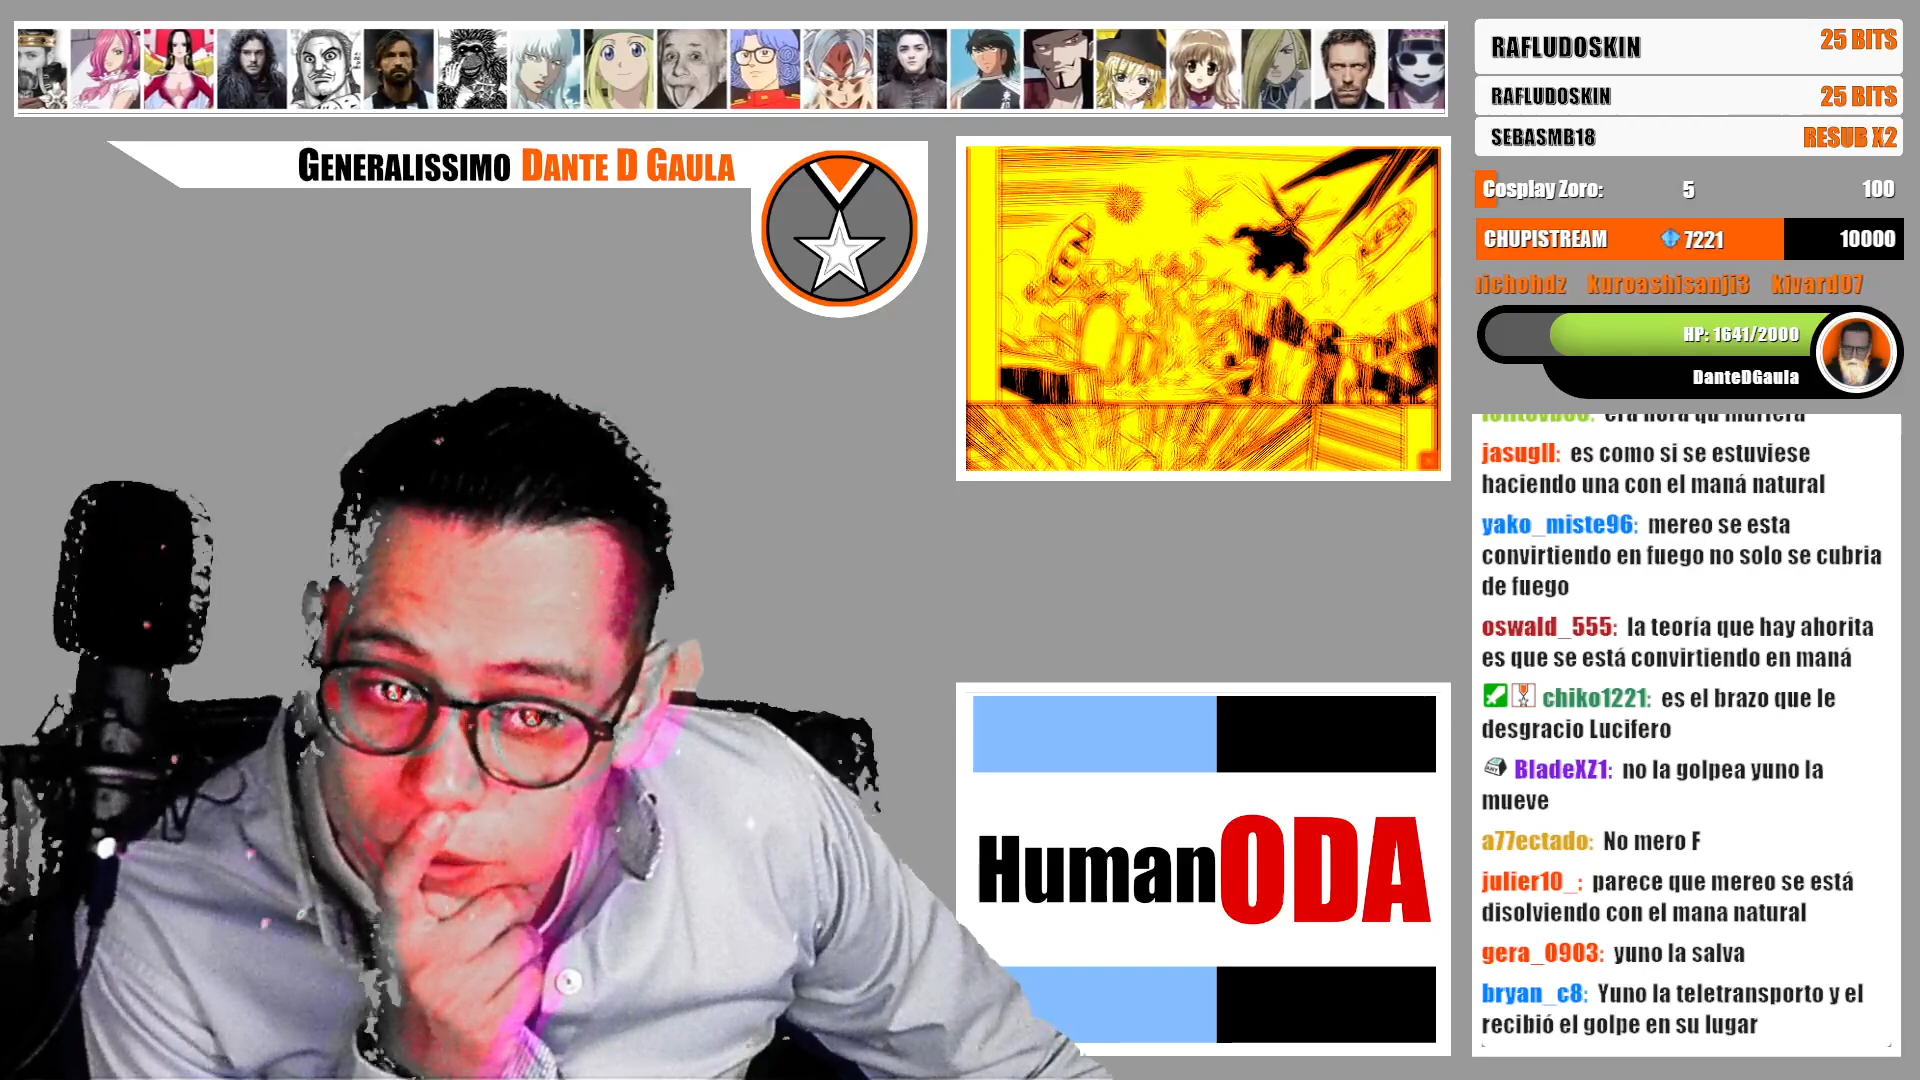 RAFLUDOSKIN 25 BITS
RAFLUDOSKIN 25 BITS
SEBASMB18 RESUB X2
Generalissimo Dante D Gaula
Cosplay Zoro: 5 100
CHUPISTREAM 7221 10000
richohdz kuroashisanji3 kivard07
HP: 1641/2000
DanteDGaula
jasugll: es como si se estuviese
haciendo una con el maná natural
yako_miste96: mereo se esta
convirtiendo en fuego no solo se cubria
de fuego
oswald_555: la teoría que hay ahorita
es que se está convirtiendo en maná
chiko1221: es el brazo que le
desgracio Lucifero
BladeXZ1: no la golpea yuno la
mueve
a77ectado: No mero F
julier10_: parece que mereo se está
disolviendo con el mana natural
gera_0903: yuno la salva
bryan_c8: Yuno la teletransporto y el
recibió el golpe en su lugar
HumanODA